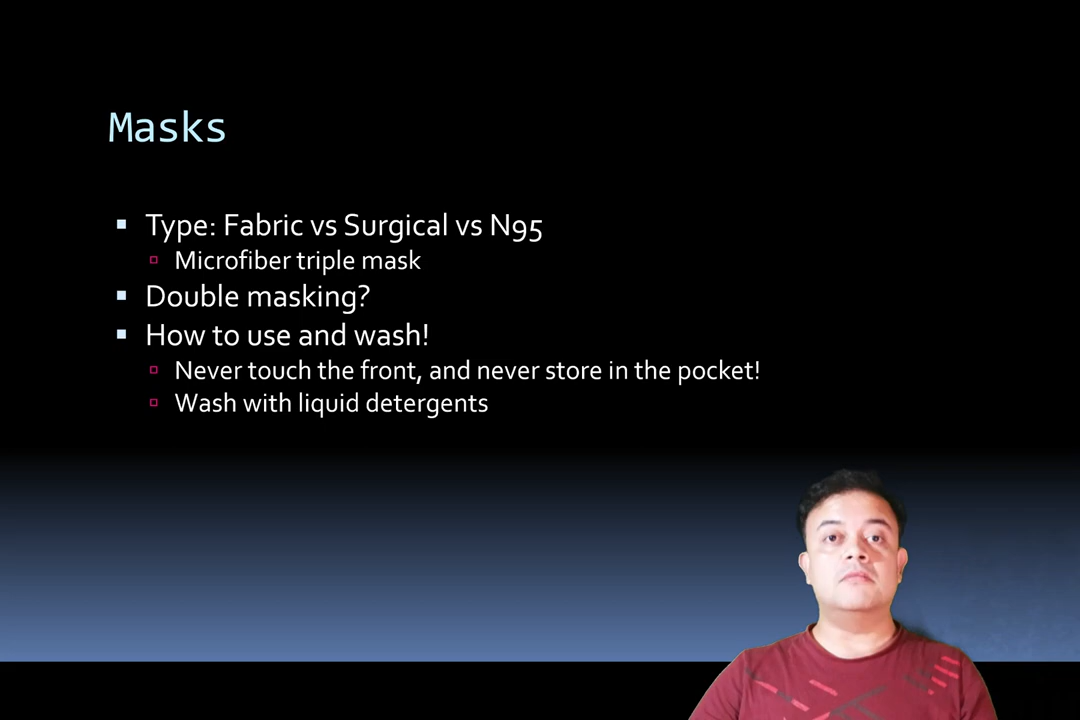 Masks
Type: Fabric vs Surgical vs N95
Microfiber triple mask
Double masking?
How to use and wash!
Never touch the front, and never store in the pocket!
Wash with liquid detergents